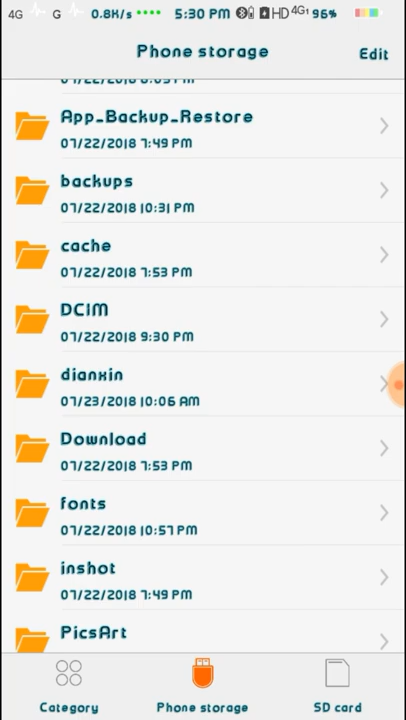 4G G 0.8K/s 5:30 PM HD 4G 96%
Phone storage Edit
App_Backup_Restore
07/22/2018 7:49 PM
backups
07/22/2018 10:31 PM
cache
07/22/2018 7:53 PM
DCIM
07/22/2018 9:30 PM
dianxin
07/23/2018 10:06 AM
Download
07/22/2018 7:53 PM
fonts
07/22/2018 10:57 PM
inshot
07/22/2018 7:49 PM
PicsArt
Category Phone storage SD card